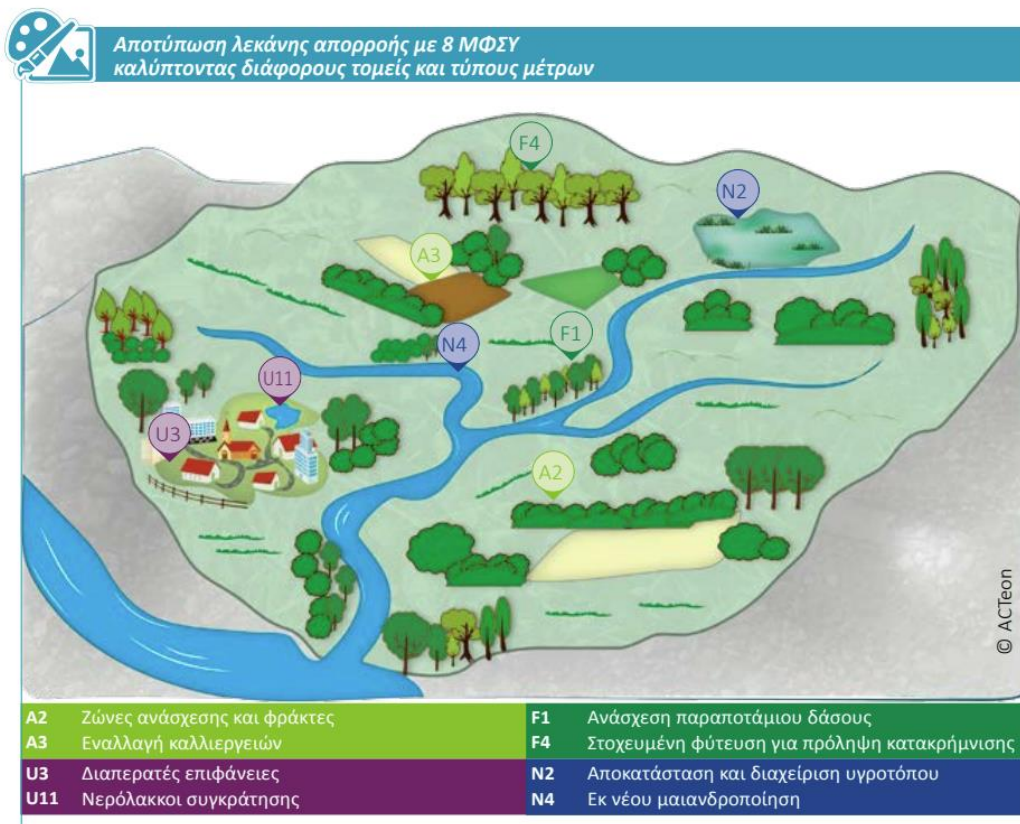 Αποτύπωση λεκάνης απορροής με 8 ΜΦΣΥ
καλύπτοντας διάφορους τομείς και τύπους μέτρων
F4
N2
A3
F1
N4
U11
U3
A2
© ACTeon
A2 Ζώνες ανάσχεσης και φράκτες
A3 Εναλλαγή καλλιεργειών
U3 Διαπερατές επιφάνειες
U11 Νερόλακκοι συγκράτησης
F1 Ανάσχεση παραποτάμιου δάσους
F4 Στοχευμένη φύτευση για πρόληψη κατακρήμνισης
N2 Αποκατάσταση και διαχείριση υγροτόπου
N4 Εκ νέου μαιανδροποίηση